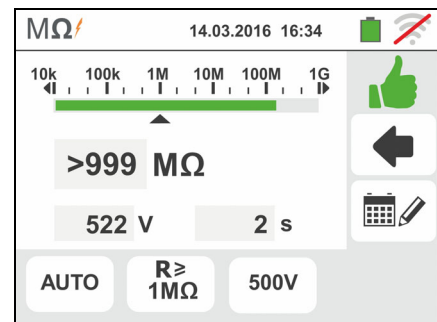 MΩ 14.03.2016 16:34
10k 100k 1M 10M 100M 1G
>999 MΩ
522 V 2 s
AUTO R≥ 1MΩ 500V